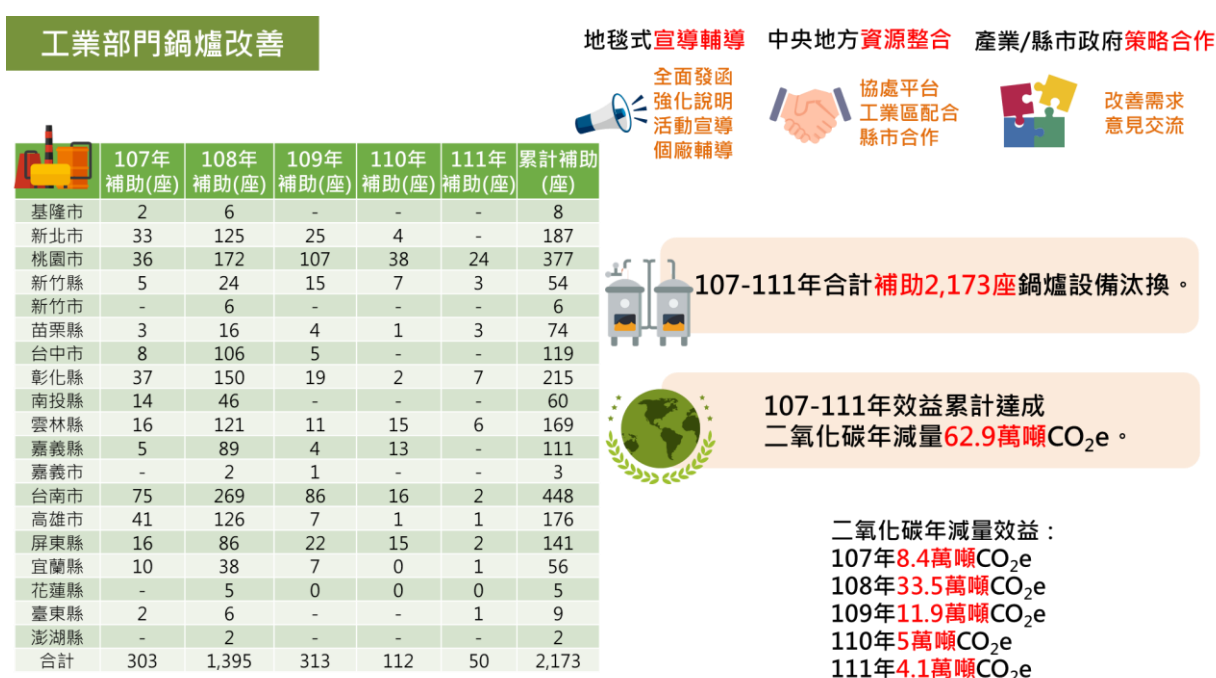 工業部門鍋爐改善
地毯式宣導輔導
全面發函
強化說明
活動宣導
個廠輔導
中央地方資源整合
協處平台
工業區配合
縣市合作
產業/縣市政府策略合作
改善需求
意見交流
107年補助(座) 108年補助(座) 109年補助(座) 110年補助(座) 111年補助(座) 累計補助(座)
基隆市 2 6 - - - 8
新北市 33 125 25 4 - 187
桃園市 36 172 107 38 24 377
新竹縣 5 24 15 7 3 54
新竹市 - 6 - - - 6
苗栗縣 3 16 4 1 3 74
台中市 8 106 5 - - 119
彰化縣 37 150 19 2 7 215
南投縣 14 46 - - - 60
雲林縣 16 121 11 15 6 169
嘉義縣 5 89 4 13 - 111
嘉義市 - 2 1 - - 3
台南市 75 269 86 16 2 448
高雄市 41 126 7 1 1 176
屏東縣 16 86 22 15 2 141
宜蘭縣 10 38 7 0 1 56
花蓮縣 - 5 0 0 0 5
臺東縣 2 6 - - 1 9
澎湖縣 - 2 - - - 2
合計 303 1,395 313 112 50 2,173
107-111年合計補助2,173座鍋爐設備汰換。
107-111年效益累計達成
二氧化碳年減量62.9萬噸CO₂e。
二氧化碳年減量效益：
107年8.4萬噸CO₂e
108年33.5萬噸CO₂e
109年11.9萬噸CO₂e
110年5萬噸CO₂e
111年4.1萬噸CO₂e